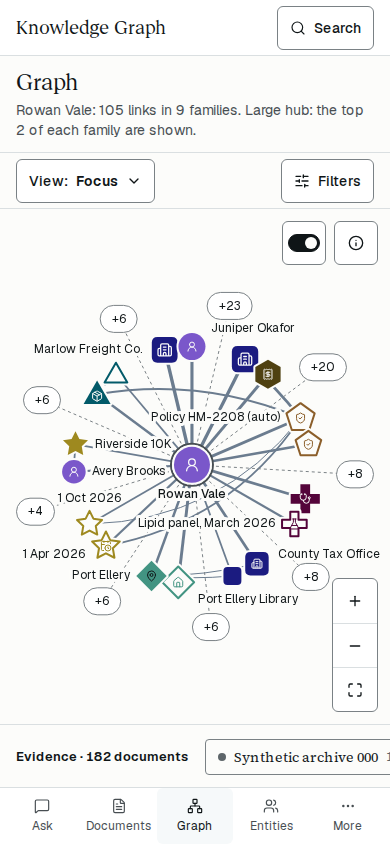 Knowledge Graph
Search
Graph
Rowan Vale: 105 links in 9 families. Large hub: the top
2 of each family are shown.
View: Focus
Filters
+23
+6
Juniper Okafor
Marlow Freight Co.
+20
+6
Policy HM-2208 (auto)
Riverside 10K
Avery Brooks
+8
Rowan Vale
1 Oct 2026
+4
Lipid panel, March 2026
1 Apr 2026
County Tax Office
Port Ellery
+8
+6
Port Ellery Library
+6
Evidence · 182 documents
Synthetic archive 000
Ask
Documents
Graph
Entities
More